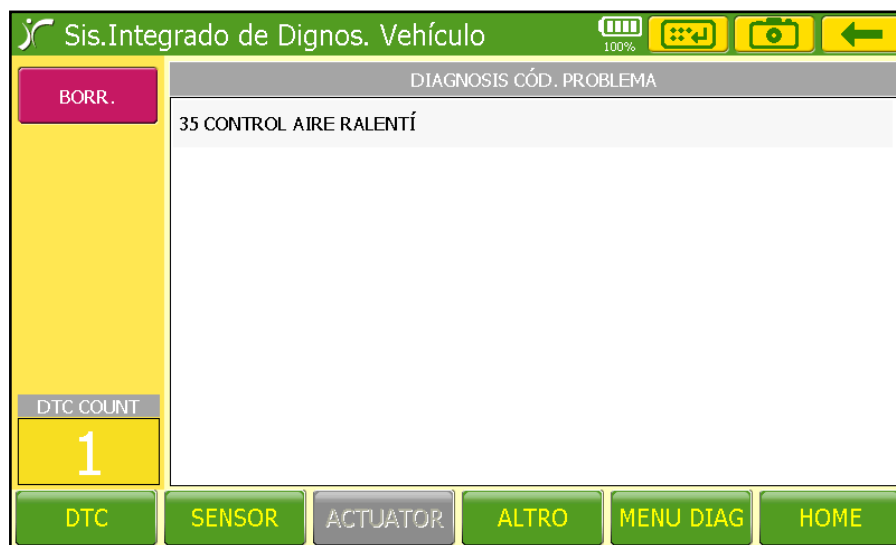 Sis.Integrado de Dignos. Vehículo
100%
BORR.
DIAGNOSIS CÓD. PROBLEMA
35 CONTROL AIRE RALENTÍ
DTC COUNT
1
DTC
SENSOR
ACTUATOR
ALTRO
MENU DIAG
HOME